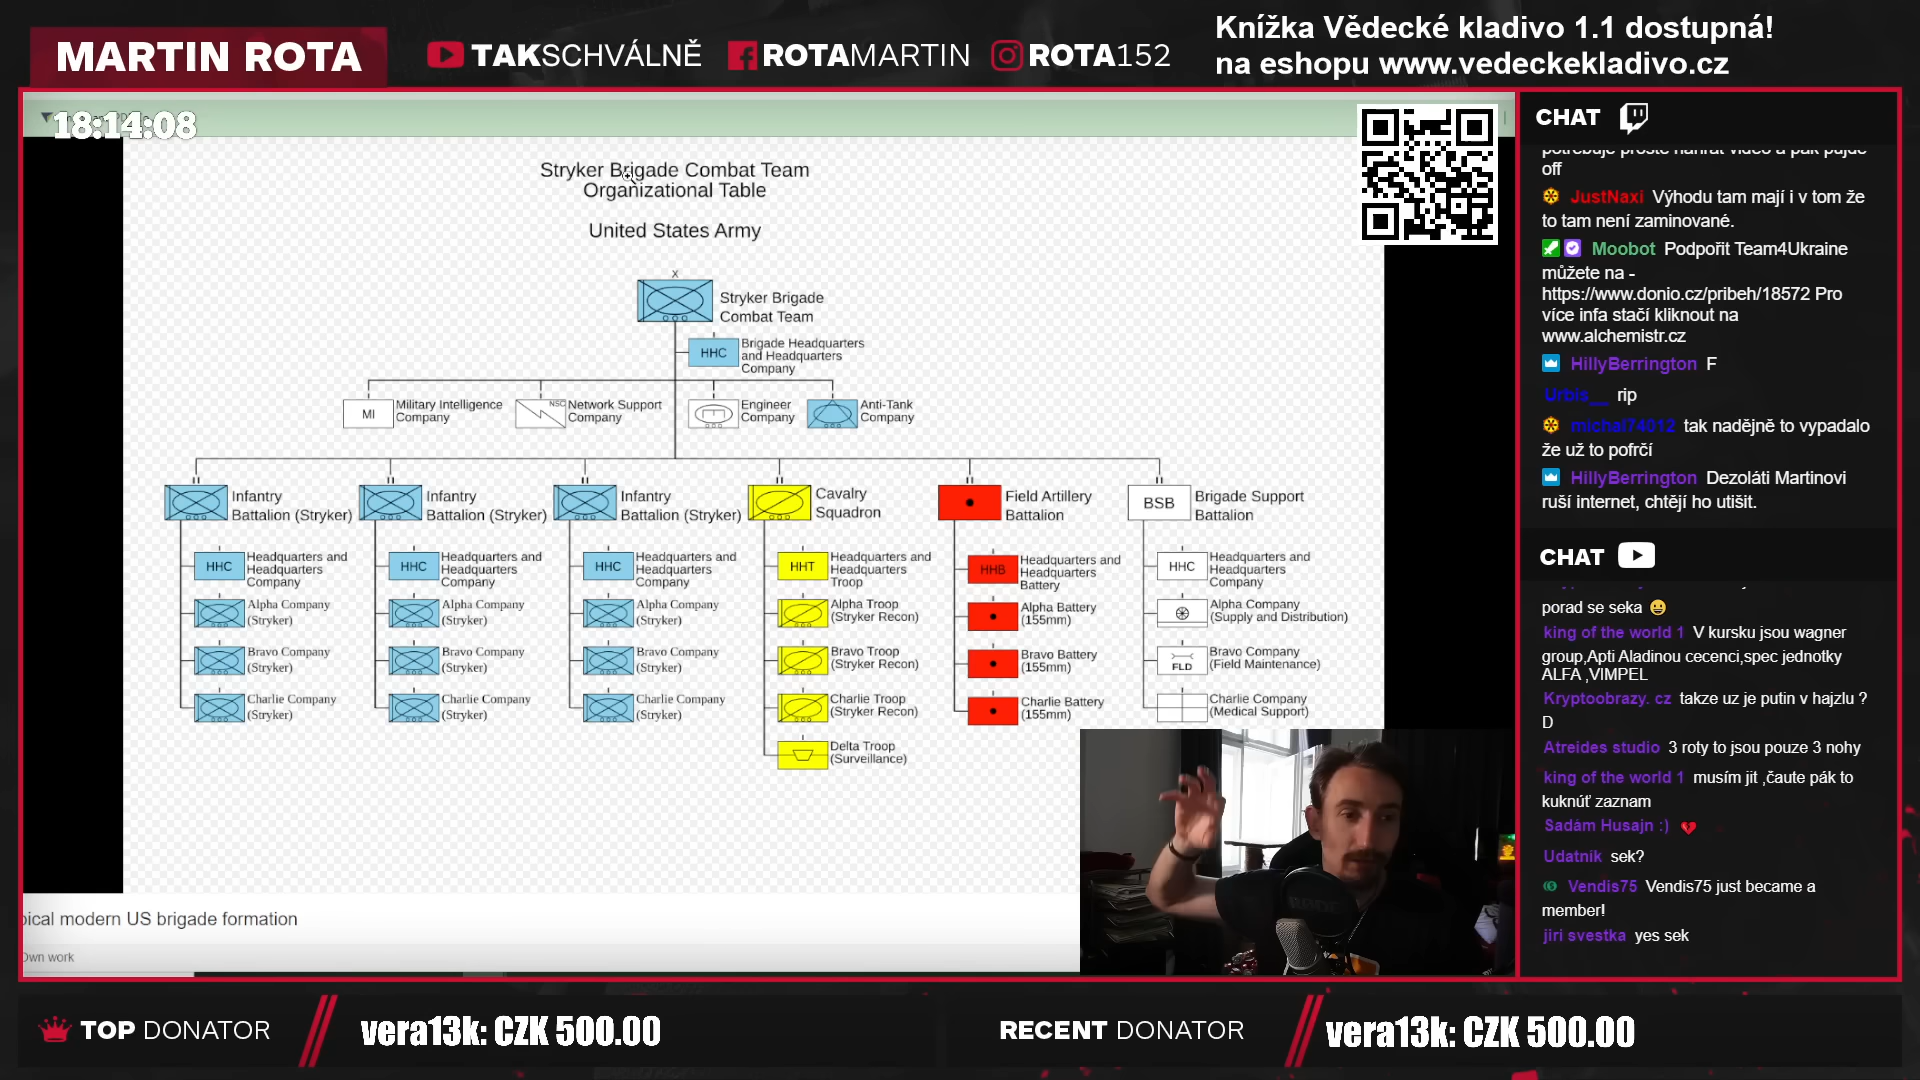 MARTIN ROTA
TAKSCHVÁLNĚ
ROTAMARTIN
ROTA152
Knížka Vědecké kladivo 1.1 dostupná!
na eshopu www.vedeckekladivo.cz
18:14:08
Stryker Brigade Combat Team
Organizational Table
United States Army
X
Stryker Brigade
Combat Team
HHC
Brigade Headquarters
and Headquarters
Company
MI
Military Intelligence
Company
NSC
Network Support
Company
Engineer
Company
Anti-Tank
Company
Infantry
Battalion (Stryker)
Infantry
Battalion (Stryker)
Infantry
Battalion (Stryker)
Cavalry
Squadron
Field Artillery
Battalion
BSB
Brigade Support
Battalion
HHC
Headquarters and
Headquarters
Company
Alpha Company
(Stryker)
Bravo Company
(Stryker)
Charlie Company
(Stryker)
HHC
Headquarters and
Headquarters
Company
Alpha Company
(Stryker)
Bravo Company
(Stryker)
Charlie Company
(Stryker)
HHC
Headquarters and
Headquarters
Company
Alpha Company
(Stryker)
Bravo Company
(Stryker)
Charlie Company
(Stryker)
HHT
Headquarters and
Headquarters
Troop
Alpha Troop
(Stryker Recon)
Bravo Troop
(Stryker Recon)
Charlie Troop
(Stryker Recon)
Delta Troop
(Surveillance)
HHB
Headquarters and
Headquarters
Battery
Alpha Battery
(155mm)
Bravo Battery
(155mm)
Charlie Battery
(155mm)
HHC
Headquarters and
Headquarters
Company
Alpha Company
(Supply and Distribution)
FLD
Bravo Company
(Field Maintenance)
Charlie Company
(Medical Support)
modern US brigade formation
Own work
CHAT
potřebuje prostě nahrát video a pak půjde
off
JustNaxi Výhodu tam mají i v tom že
to tam není zaminované.
Moobot Podpořit Team4Ukraine
můžete na -
https://www.donio.cz/pribeh/18572 Pro
více infa stačí kliknout na
www.alchemistr.cz
HillyBerrington F
Urbis__ rip
michal74012 tak nadějně to vypadalo
že už to pofrčí
HillyBerrington Dezoláti Martinovi
ruší internet, chtějí ho utišit.
CHAT
porad se seka
king of the world 1 V kursku jsou wagner
group,Apti Aladinou cecenci,spec jednotky
ALFA ,VIMPEL
Kryptoobrazy. cz takze uz je putin v hajzlu ?
D
Atreides studio 3 roty to jsou pouze 3 nohy
king of the world 1 musím jit ,čaute pák to
kuknúť zaznam
Sadám Husajn :)
Udatnik sek?
Vendis75 Vendis75 just became a
member!
jiri svestka yes sek
TOP DONATOR
vera13k: CZK 500.00
RECENT DONATOR
vera13k: CZK 500.00